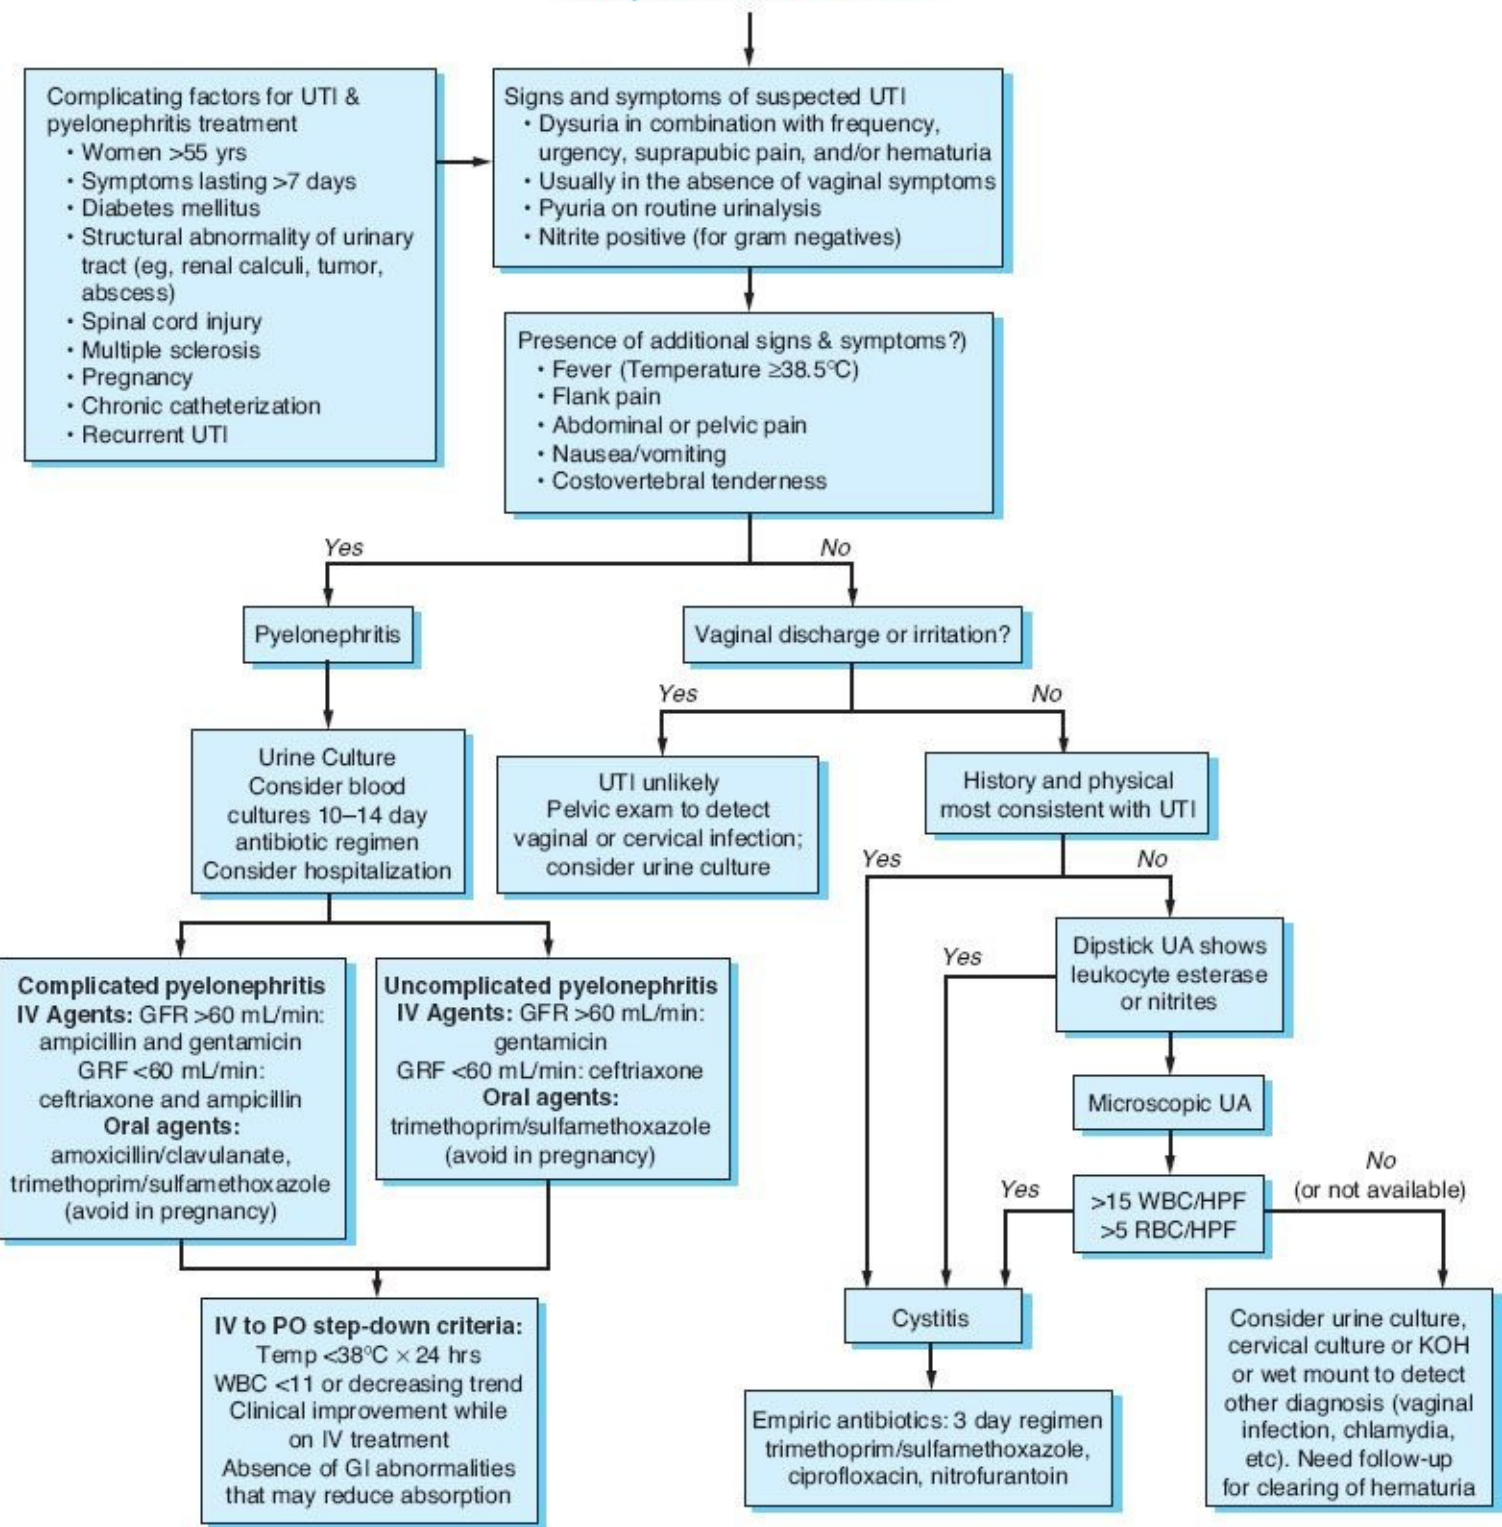 Complicating factors for UTI &
pyelonephritis treatment
• Women >55 yrs
• Symptoms lasting >7 days
• Diabetes mellitus
• Structural abnormality of urinary
tract (eg, renal calculi, tumor,
abscess)
• Spinal cord injury
• Multiple sclerosis
• Pregnancy
• Chronic catheterization
• Recurrent UTI
Signs and symptoms of suspected UTI
• Dysuria in combination with frequency,
urgency, suprapubic pain, and/or hematuria
• Usually in the absence of vaginal symptoms
• Pyuria on routine urinalysis
• Nitrite positive (for gram negatives)
Presence of additional signs & symptoms?)
• Fever (Temperature ≥38.5°C)
• Flank pain
• Abdominal or pelvic pain
• Nausea/vomiting
• Costovertebral tenderness
Yes
No
Pyelonephritis
Vaginal discharge or irritation?
Yes
No
Urine Culture
Consider blood
cultures 10–14 day
antibiotic regimen
Consider hospitalization
UTI unlikely
Pelvic exam to detect
vaginal or cervical infection;
consider urine culture
History and physical
most consistent with UTI
Yes
No
Dipstick UA shows
leukocyte esterase
or nitrites
Yes
Complicated pyelonephritis
IV Agents: GFR >60 mL/min:
ampicillin and gentamicin
GRF <60 mL/min:
ceftriaxone and ampicillin
Oral agents:
amoxicillin/clavulanate,
trimethoprim/sulfamethoxazole
(avoid in pregnancy)
Uncomplicated pyelonephritis
IV Agents: GFR >60 mL/min:
gentamicin
GRF <60 mL/min: ceftriaxone
Oral agents:
trimethoprim/sulfamethoxazole
(avoid in pregnancy)
Microscopic UA
Yes
>15 WBC/HPF
>5 RBC/HPF
No
(or not available)
IV to PO step-down criteria:
Temp <38°C × 24 hrs
WBC <11 or decreasing trend
Clinical improvement while
on IV treatment
Absence of GI abnormalities
that may reduce absorption
Cystitis
Empiric antibiotics: 3 day regimen
trimethoprim/sulfamethoxazole,
ciprofloxacin, nitrofurantoin
Consider urine culture,
cervical culture or KOH
or wet mount to detect
other diagnosis (vaginal
infection, chlamydia,
etc). Need follow-up
for clearing of hematuria